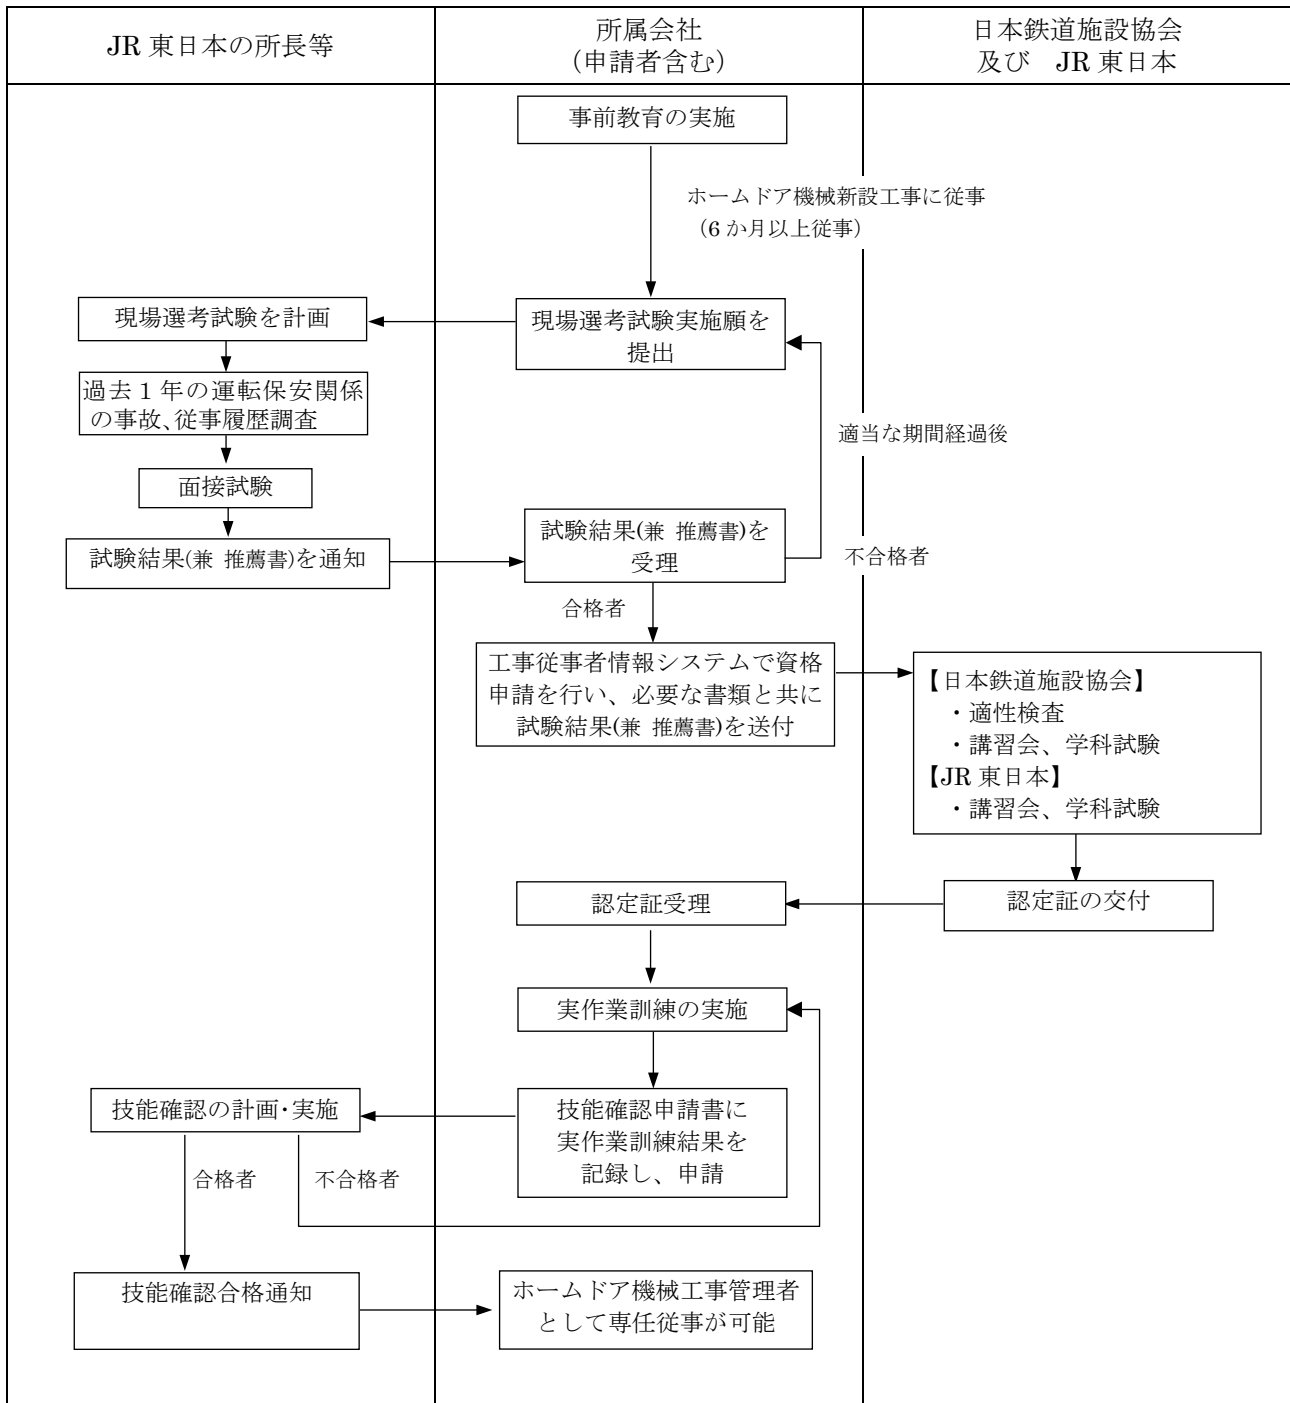 JR 東日本の所長等
所属会社
（申請者含む）
日本鉄道施設協会
及び　JR 東日本
事前教育の実施
ホームドア機械新設工事に従事
（6 か月以上従事）
現場選考試験を計画
現場選考試験実施願を
提出
過去 1 年の運転保安関係
の事故、従事履歴調査
適当な期間経過後
面接試験
試験結果(兼 推薦書)を通知
試験結果(兼 推薦書)を
受理
不合格者
合格者
工事従事者情報システムで資格
申請を行い、必要な書類と共に
試験結果(兼 推薦書)を送付
【日本鉄道施設協会】
・適性検査
・講習会、学科試験
【JR 東日本】
・講習会、学科試験
認定証受理
認定証の交付
実作業訓練の実施
技能確認の計画･実施
技能確認申請書に
実作業訓練結果を
記録し、申請
合格者
不合格者
技能確認合格通知
ホームドア機械工事管理者
として専任従事が可能